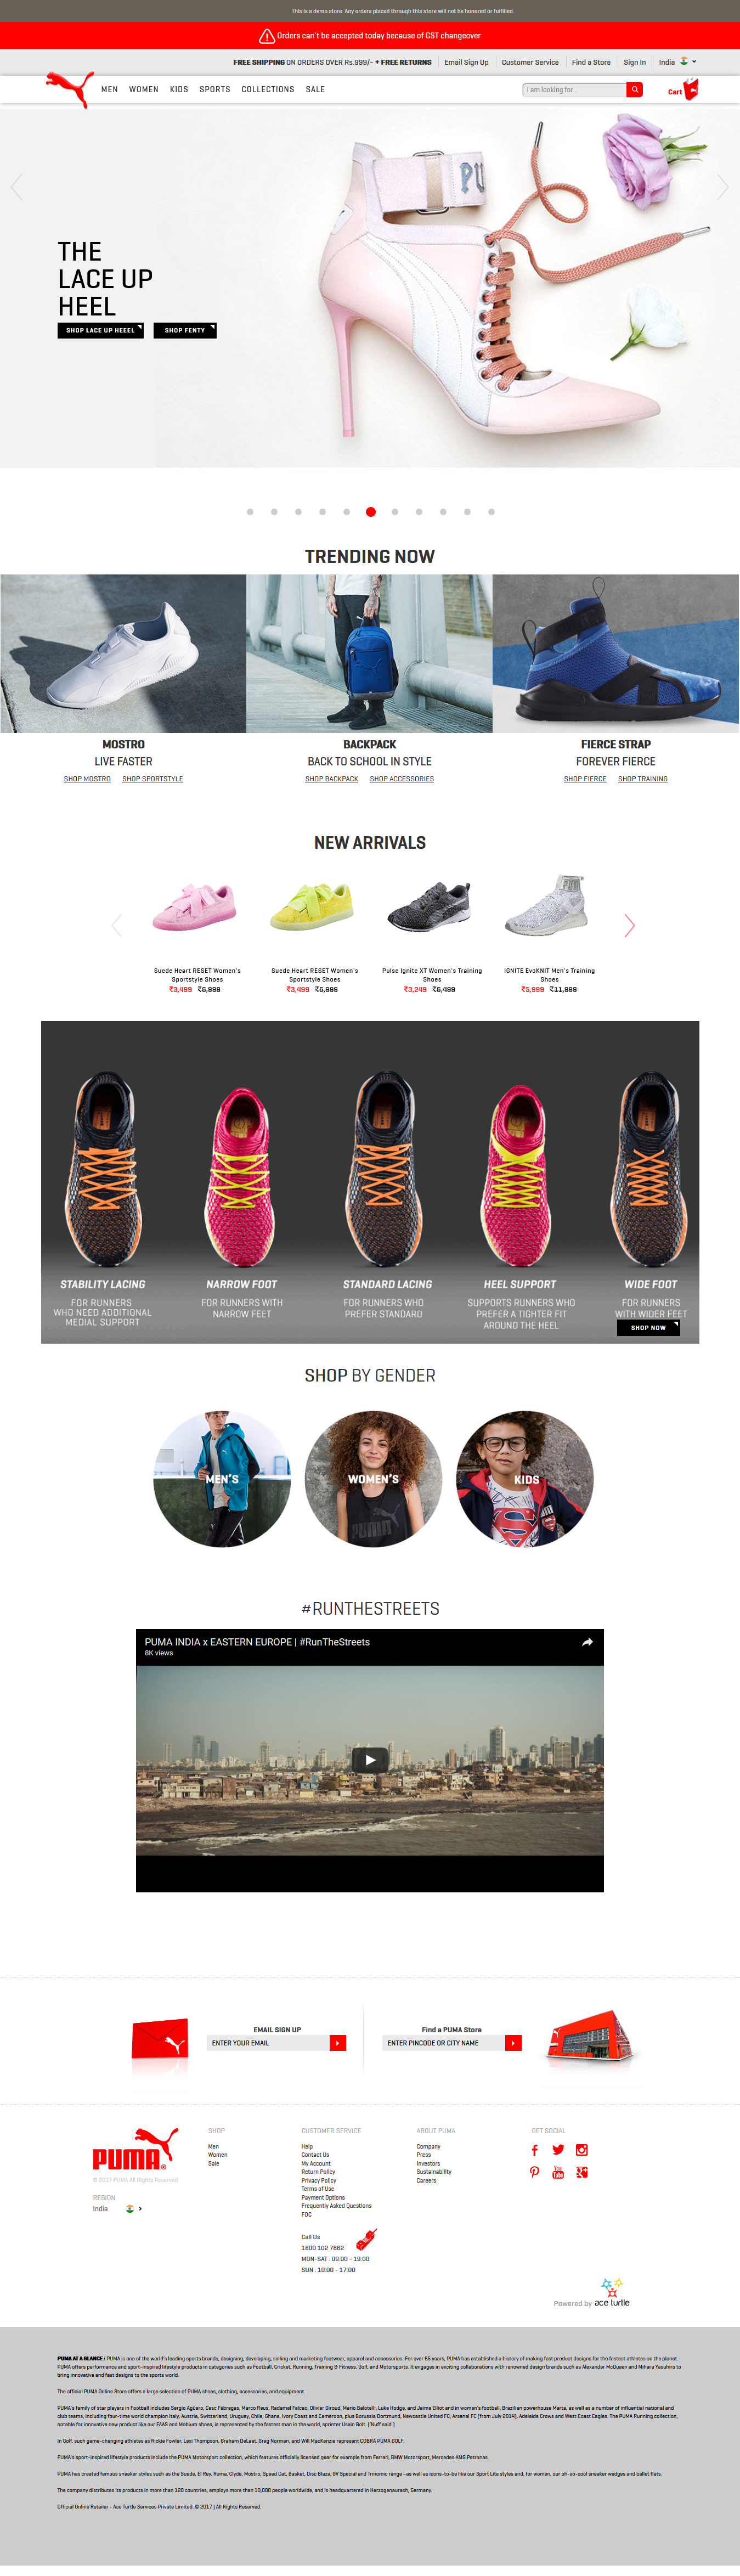 This is a demo store. Any orders placed through this store will not be honored or fulfilled.
Orders can't be accepted today because of GST changeover
FREE SHIPPING ON ORDERS OVER Rs.999/- + FREE RETURNS
Email Sign Up
Customer Service
Find a Store
Sign In
India
MEN WOMEN KIDS SPORTS COLLECTIONS SALE
I am looking for...
Cart
THE
LACE UP
HEEL
SHOP LACE UP HEEEL
SHOP FENTY
TRENDING NOW
MOSTRO
LIVE FASTER
SHOP MOSTRO SHOP SPORTSTYLE
BACKPACK
BACK TO SCHOOL IN STYLE
SHOP BACKPACK SHOP ACCESSORIES
FIERCE STRAP
FOREVER FIERCE
SHOP FIERCE SHOP TRAINING
NEW ARRIVALS
Suede Heart RESET Women's
Sportstyle Shoes
₹3,499 ₹6,999
Suede Heart RESET Women's
Sportstyle Shoes
₹3,499 ₹6,999
Pulse Ignite XT Women's Training
Shoes
₹3,249 ₹6,499
IGNITE EvoKNIT Men's Training
Shoes
₹5,999 ₹11,999
STABILITY LACING
FOR RUNNERS
WHO NEED ADDITIONAL
MEDIAL SUPPORT
NARROW FOOT
FOR RUNNERS WITH
NARROW FEET
STANDARD LACING
FOR RUNNERS WHO
PREFER STANDARD
HEEL SUPPORT
SUPPORTS RUNNERS WHO
PREFER A TIGHTER FIT
AROUND THE HEEL
WIDE FOOT
FOR RUNNERS
WITH WIDER FEET
SHOP NOW
SHOP BY GENDER
MEN'S
WOMEN'S
KIDS
#RUNTHESTREETS
PUMA INDIA x EASTERN EUROPE | #RunTheStreets
8K views
EMAIL SIGN UP
ENTER YOUR EMAIL
Find a PUMA Store
ENTER PINCODE OR CITY NAME
PUMA
© 2017 PUMA All Rights Reserved
REGION
India
SHOP
Men
Women
Sale
CUSTOMER SERVICE
Help
Contact Us
My Account
Return Policy
Privacy Policy
Terms of Use
Payment Options
Frequently Asked Questions
FOC
Call Us
1800 102 7862
MON-SAT : 09:00 - 19:00
SUN : 10:00 - 17:00
ABOUT PUMA
Company
Press
Investors
Sustainability
Careers
GET SOCIAL
Powered by ace turtle
PUMA AT A GLANCE / PUMA is one of the world's leading sports brands, designing, developing, selling and marketing footwear, apparel and accessories. For over 65 years, PUMA has established a history of making fast product designs for the fastest athletes on the planet.
PUMA offers performance and sport-inspired lifestyle products in categories such as Football, Cricket, Running, Training & Fitness, Golf, and Motorsports. It engages in exciting collaborations with renowned design brands such as Alexander McQueen and Mihara Yasuhiro to
bring innovative and fast designs to the sports world.
The official PUMA Online Store offers a large selection of PUMA shoes, clothing, accessories, and equipment.
PUMA's family of star players in Football includes Sergio Agüero, Cesc Fàbregas, Marco Reus, Radamel Falcao, Olivier Giroud, Mario Balotelli, Luke Hodge, and Jaime Elliot and in women's football, Brazilian powerhouse Marta, as well as a number of influential national and
club teams, including four-time world champion Italy, Austria, Switzerland, Uruguay, Chile, Ghana, Ivory Coast and Cameroon, plus Borussia Dortmund, Newcastle United FC, Arsenal FC (from July 2014), Adelaide Crows and West Coast Eagles. The PUMA Running collection,
notable for innovative new product like our FAAS and Mobium shoes, is represented by the fastest man in the world, sprinter Usain Bolt. ('Nuff said.)
In Golf, such game-changing athletes as Rickie Fowler, Lexi Thompson, Graham DeLaet, Greg Norman, and Will MacKenzie represent COBRA PUMA GOLF.
PUMA's sport-inspired lifestyle products include the PUMA Motorsport collection, which features officially licensed gear for example from Ferrari, BMW Motorsport, Mercedes AMG Petronas.
PUMA has created famous sneaker styles such as the Suede, El Rey, Roma, Clyde, Mostro, Speed Cat, Basket, Disc Blaze, GV Special and Trinomic range -as well as icons-to-be like our Sport Lite styles and, for women, our oh-so-cool sneaker wedges and ballet flats.
The company distributes its products in more than 120 countries, employs more than 10,000 people worldwide, and is headquartered in Herzogenaurach, Germany.
Official Online Retailer - Ace Turtle Services Private Limited. © 2017 | All Rights Reserved.